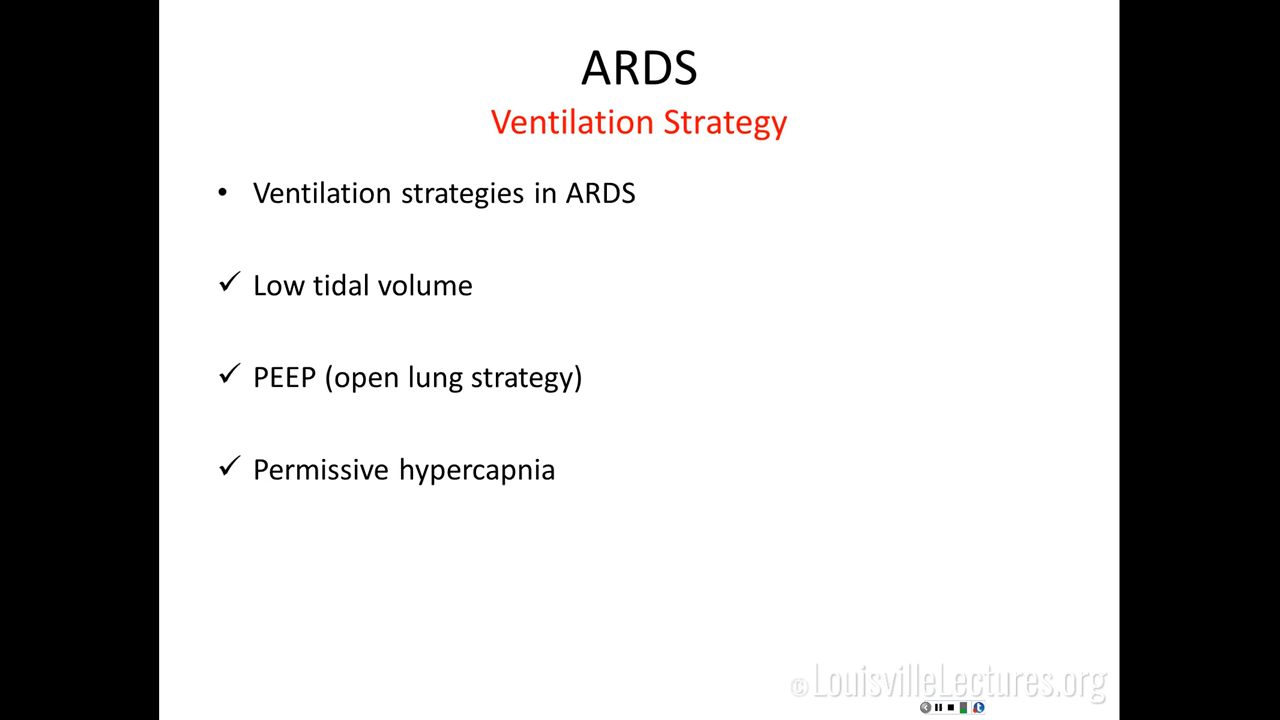 ARDS
Ventilation Strategy
• Ventilation strategies in ARDS
✓ Low tidal volume
✓ PEEP (open lung strategy)
✓ Permissive hypercapnia
©LouisvilleLectures.org